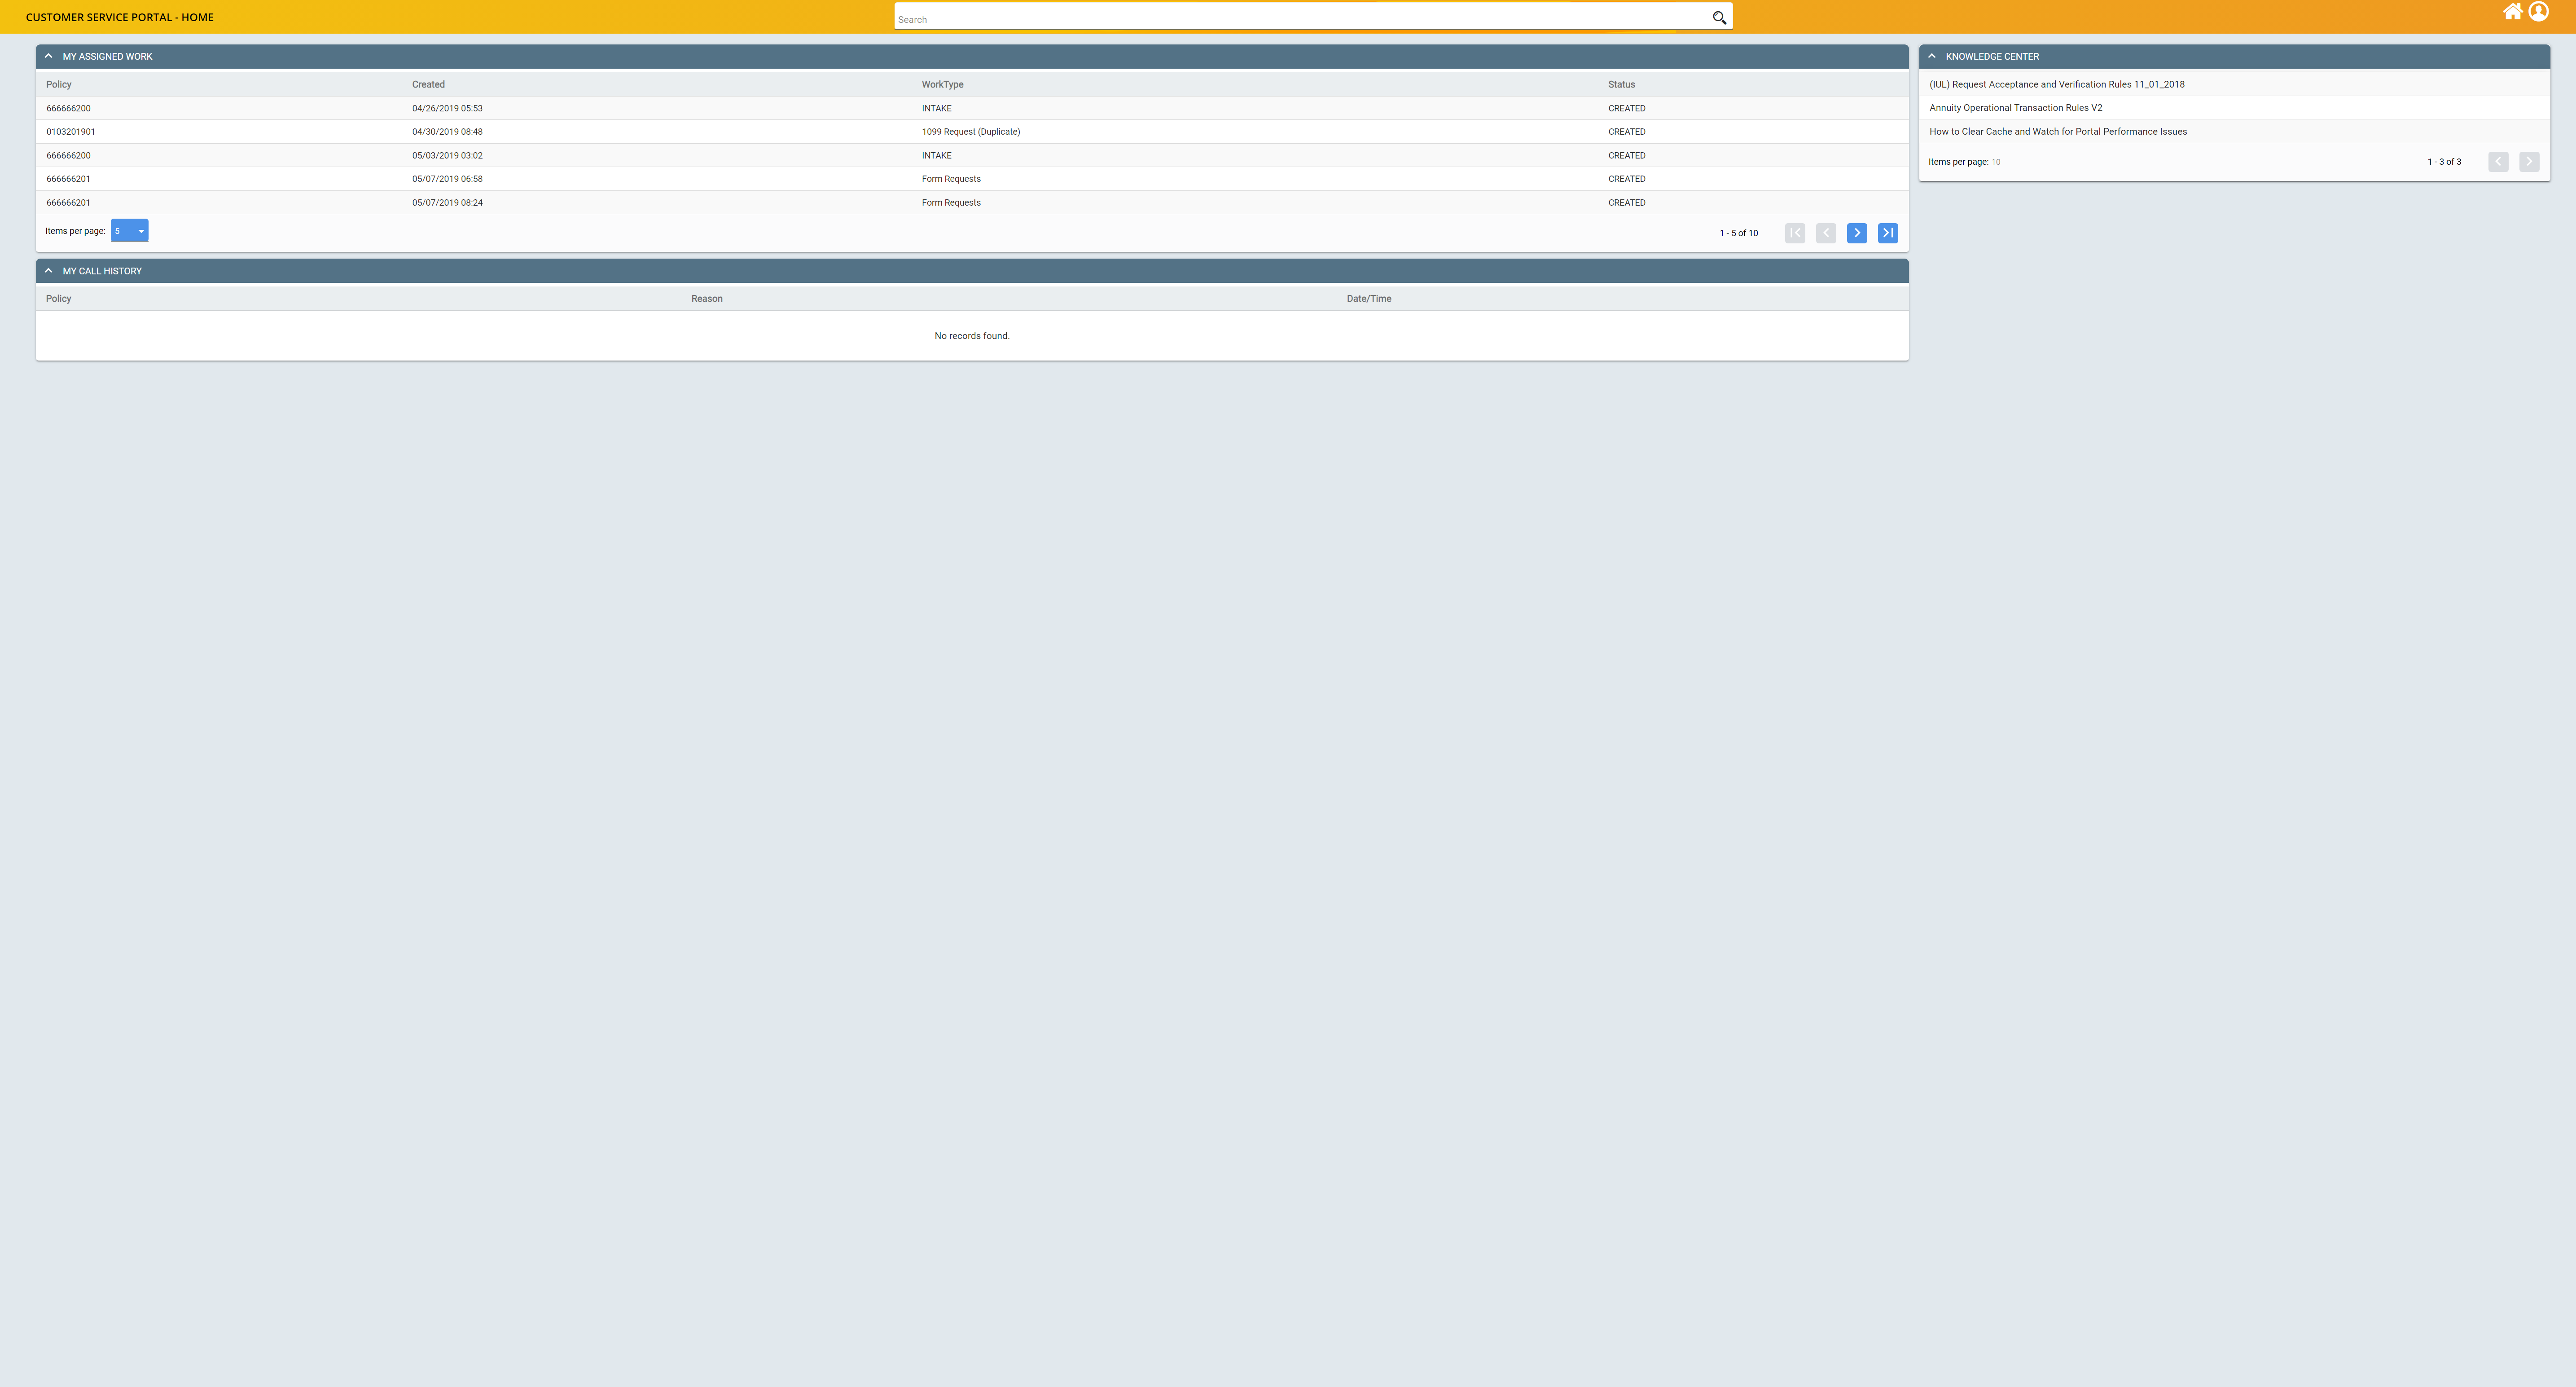 CUSTOMER SERVICE PORTAL - HOME
Search
MY ASSIGNED WORK
Policy Created WorkType Status
666666200 04/26/2019 05:53 INTAKE CREATED
0103201901 04/30/2019 08:48 1099 Request (Duplicate) CREATED
666666200 05/03/2019 03:02 INTAKE CREATED
666666201 05/07/2019 06:58 Form Requests CREATED
666666201 05/07/2019 08:24 Form Requests CREATED
Items per page: 5 1 - 5 of 10
MY CALL HISTORY
Policy Reason Date/Time
No records found.
KNOWLEDGE CENTER
(IUL) Request Acceptance and Verification Rules 11_01_2018
Annuity Operational Transaction Rules V2
How to Clear Cache and Watch for Portal Performance Issues
Items per page: 10 1 - 3 of 3